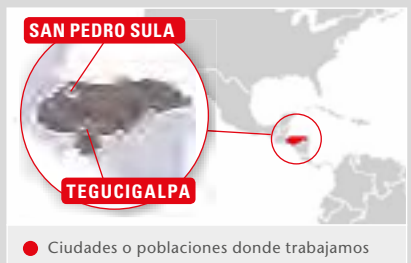 SAN PEDRO SULA
TEGUCIGALPA
Ciudades o poblaciones donde trabajamos